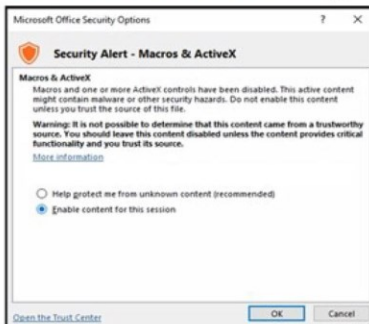 Microsoft Office Security Options ? ×
Security Alert - Macros & ActiveX
Macros & ActiveX
Macros and one or more ActiveX controls have been disabled. This active content
might contain malware or other security hazards. Do not enable this content
unless you trust the source of this file.
Warning: It is not possible to determine that this content came from a trustworthy
source. You should leave this content disabled unless the content provides critical
functionality and you trust its source.
More information
Help protect me from unknown content (recommended)
Enable content for this session
Open the Trust Center OK Cancel